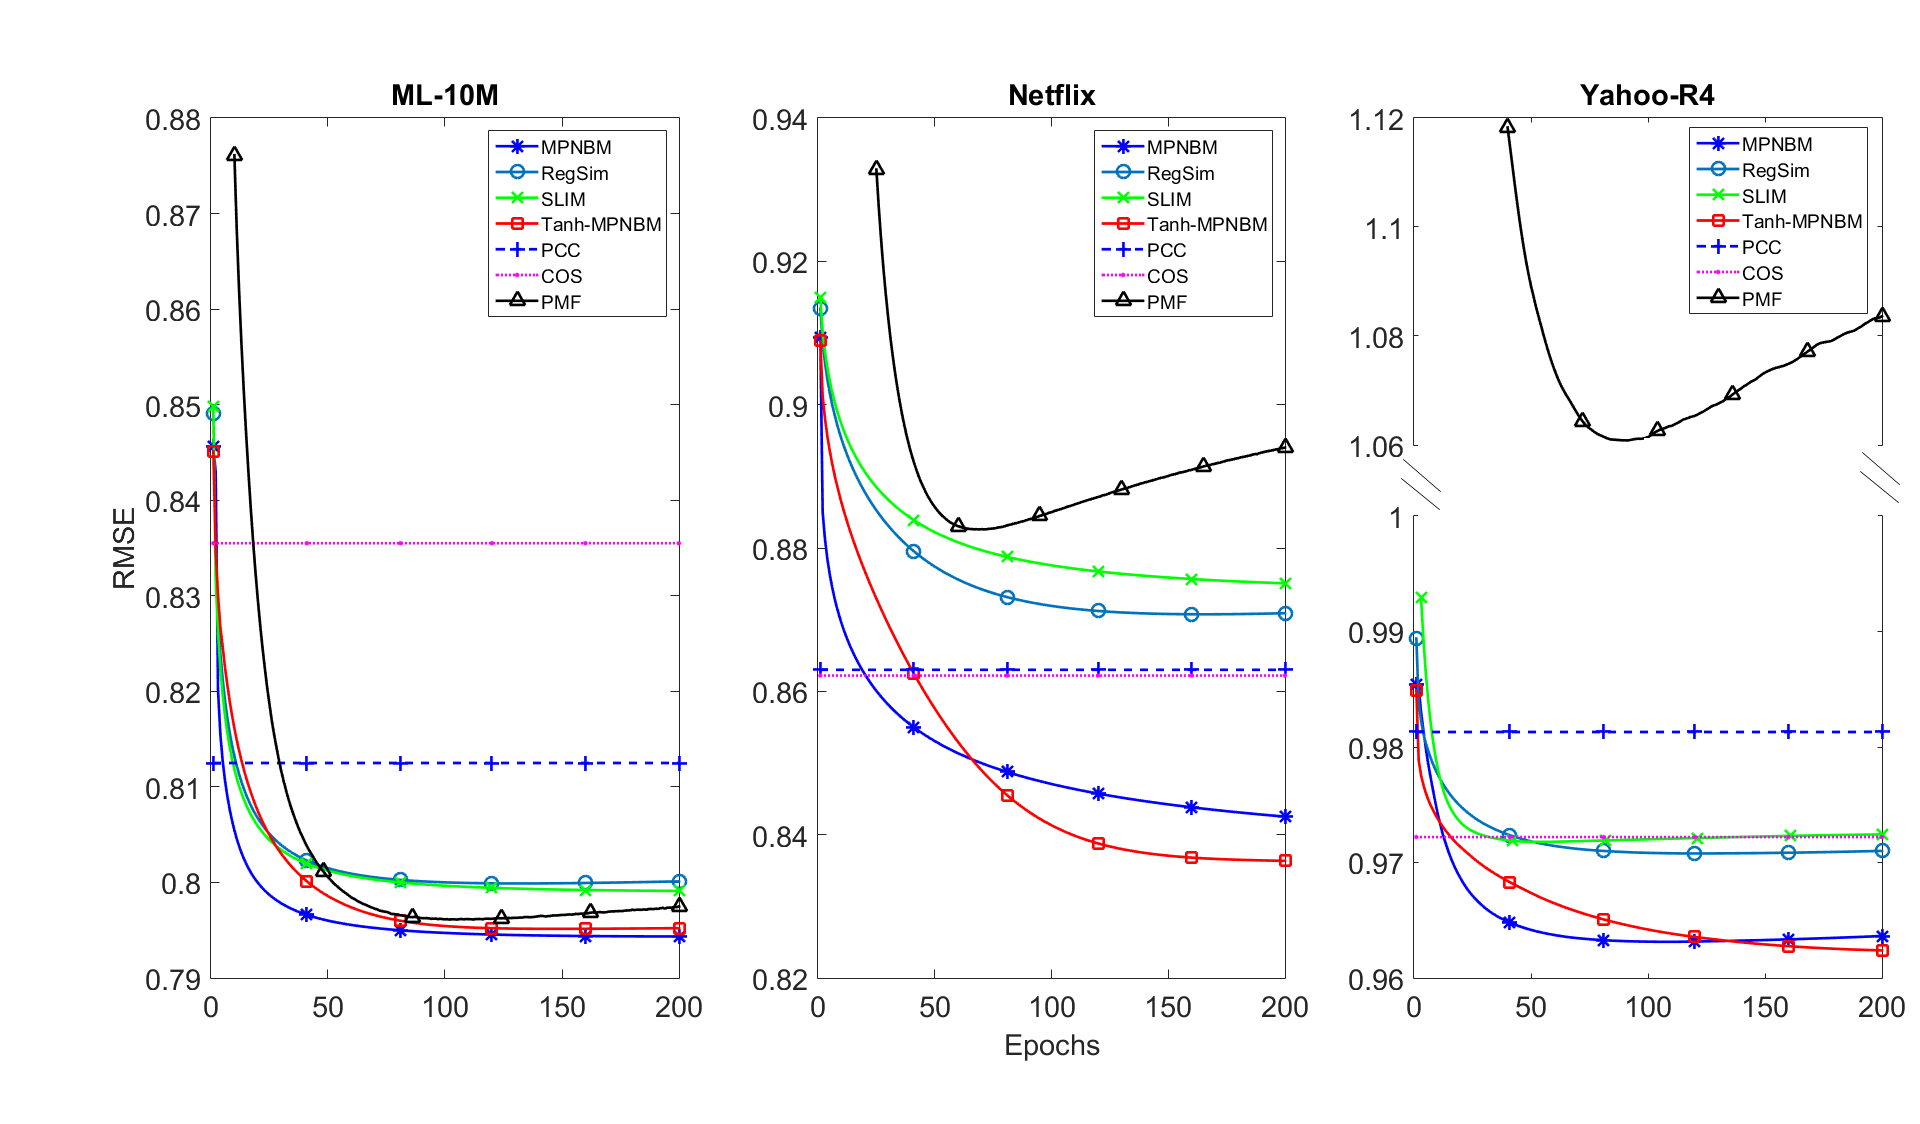 ML-10M
0.88
0.87
0.86
0.85
0.84
0.83
0.82
0.81
0.8
0.79
0 50 100 150 200
RMSE
MPNBM
RegSim
SLIM
Tanh-MPNBM
PCC
COS
PMF
Netflix
0.94
0.92
0.9
0.88
0.86
0.84
0.82
0 50 100 150 200
Epochs
MPNBM
RegSim
SLIM
Tanh-MPNBM
PCC
COS
PMF
Yahoo-R4
1.12
1.1
1.08
1.06
1
0.99
0.98
0.97
0.96
0 50 100 150 200
MPNBM
RegSim
SLIM
Tanh-MPNBM
PCC
COS
PMF